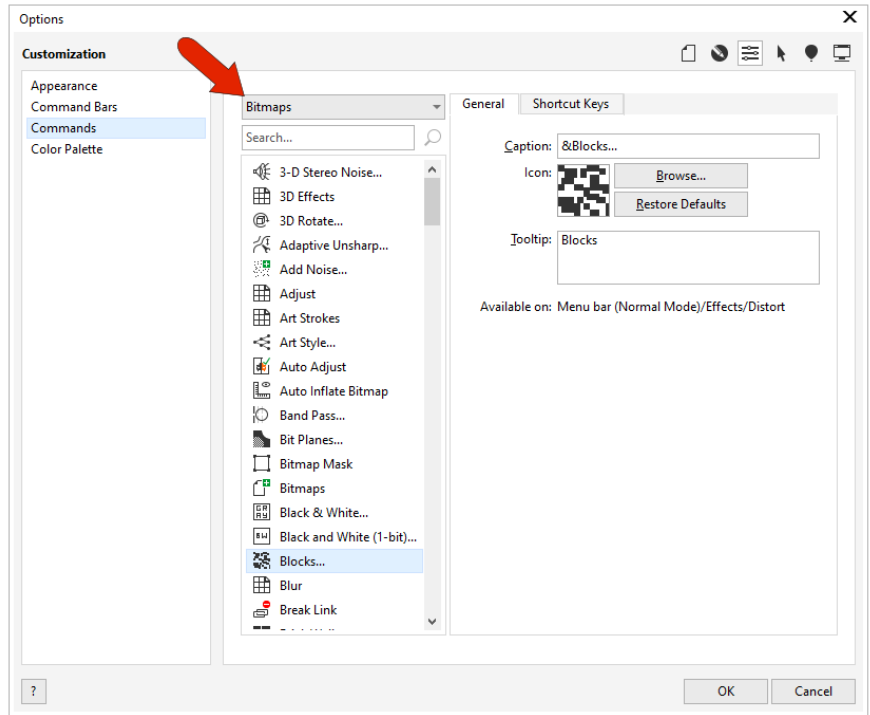 Options
Customization
Appearance
Command Bars
Commands
Color Palette
Bitmaps
Search...
3-D Stereo Noise...
3D Effects
3D Rotate...
Adaptive Unsharp...
Add Noise...
Adjust
Art Strokes
Art Style...
Auto Adjust
Auto Inflate Bitmap
Band Pass...
Bit Planes...
Bitmap Mask
Bitmaps
Black & White...
Black and White (1-bit)...
Blocks...
Blur
Break Link
General Shortcut Keys
Caption: &Blocks...
Icon:
Browse...
Restore Defaults
Tooltip: Blocks
Available on: Menu bar (Normal Mode)/Effects/Distort
?
OK Cancel